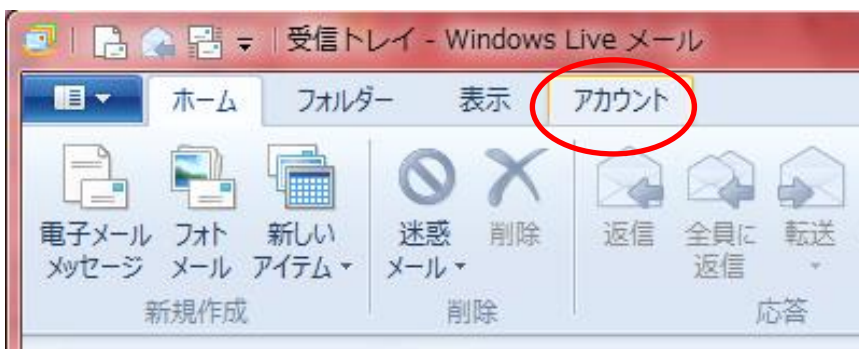 受信トレイ - Windows Live メール
ホーム フォルダー 表示 アカウント
電子メール メッセージ
フォト メール
新しい アイテム
迷惑 メール
削除
返信
全員に 返信
転送
新規作成 削除 応答